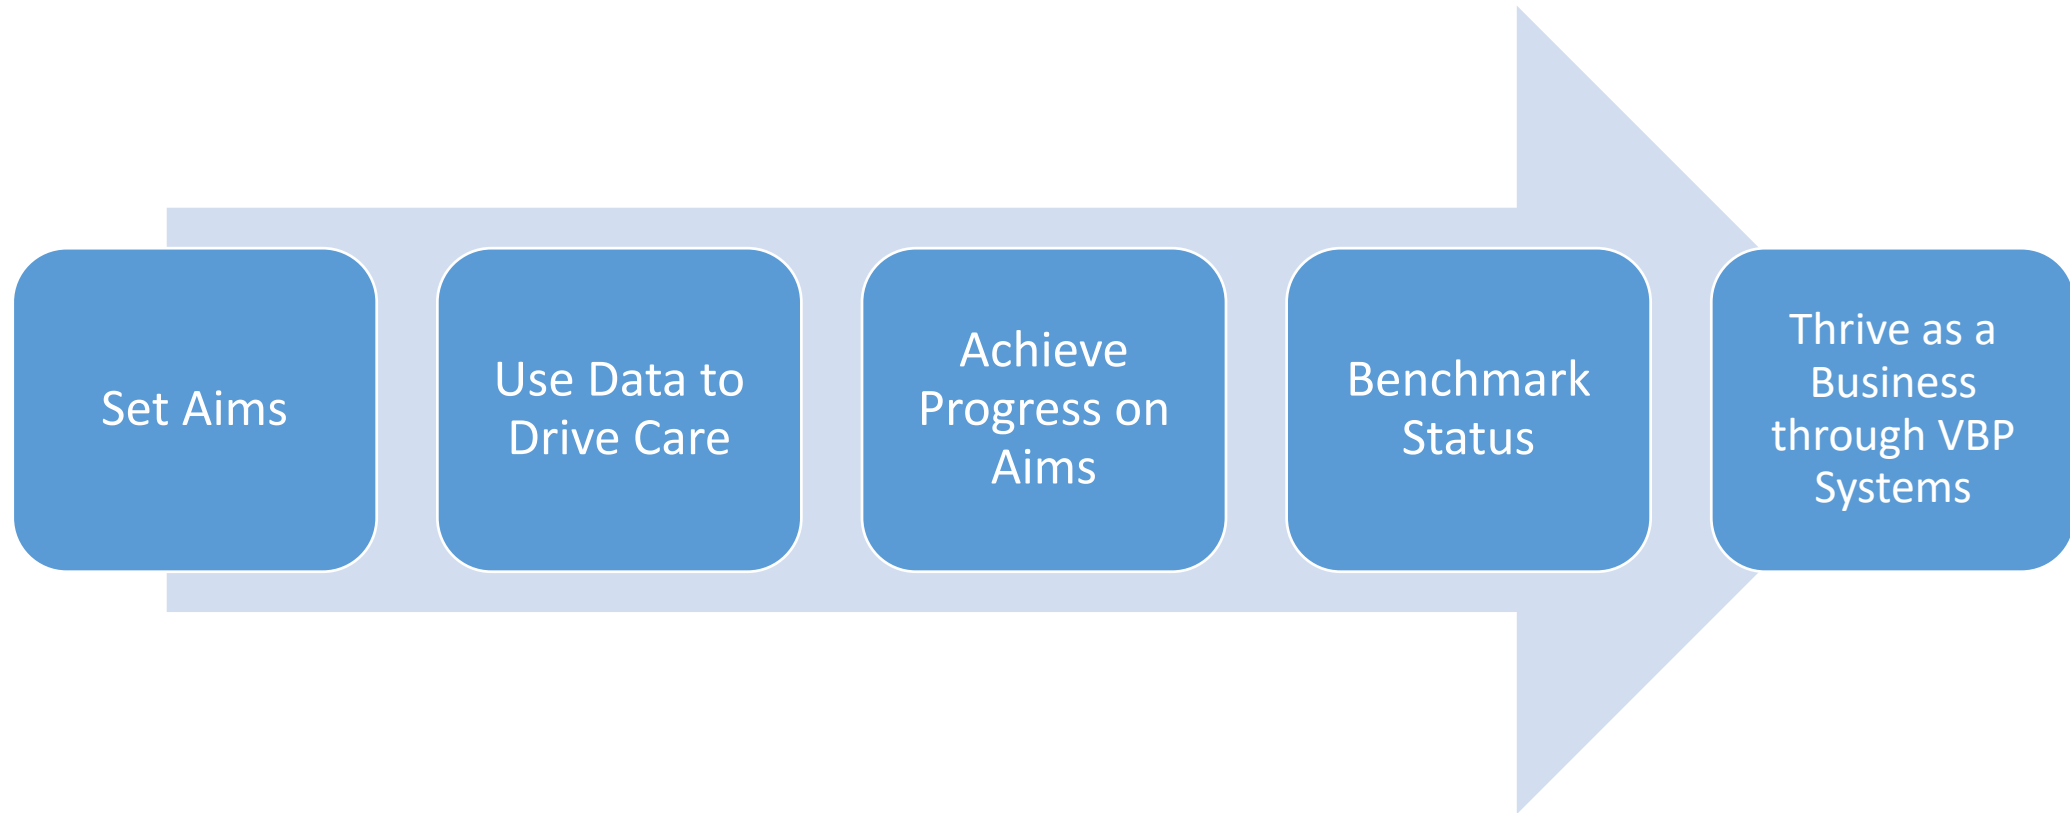 Set Aims
Use Data to
Drive Care
Achieve
Progress on
Aims
Benchmark
Status
Thrive as a
Business
through VBP
Systems